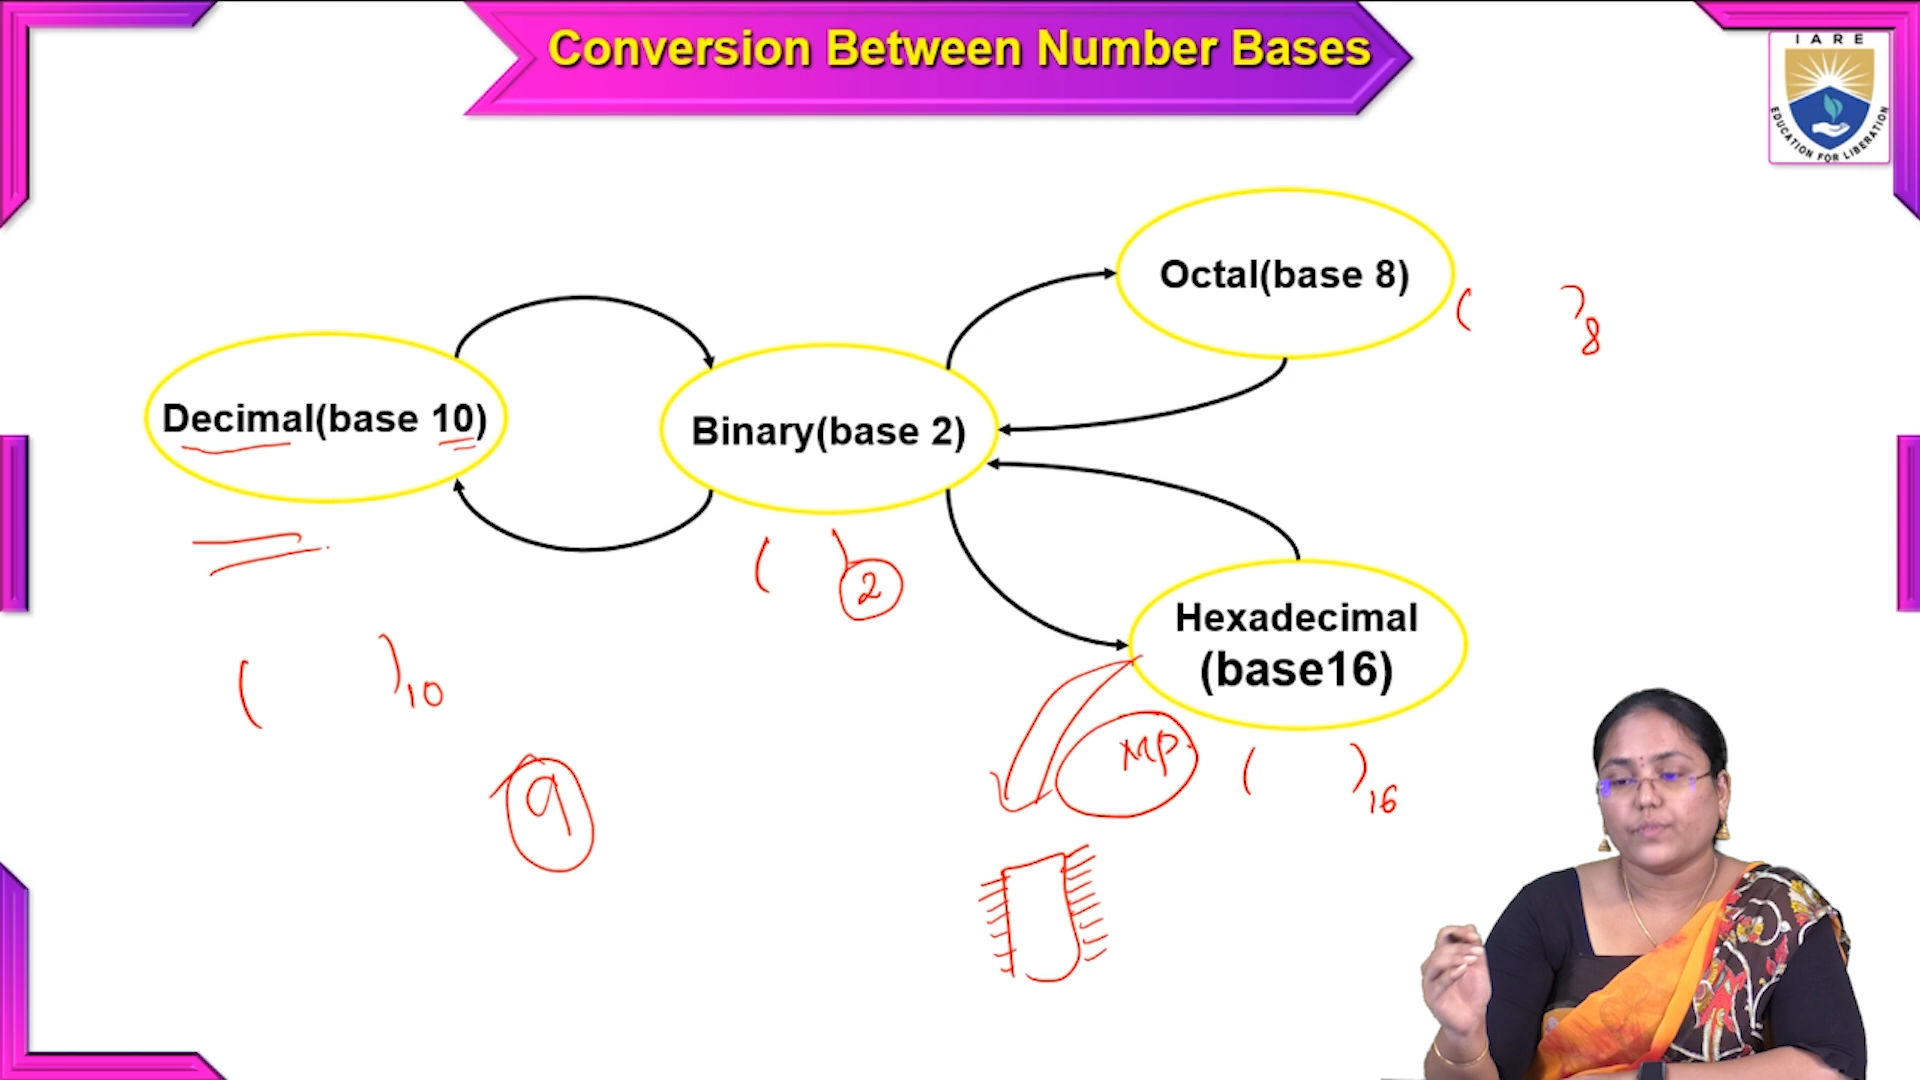 Conversion Between Number Bases
IARE
EDUCATION FOR LIBERATION
Octal(base 8)
( )8
Decimal(base 10)
Binary(base 2)
( )2
Hexadecimal
(base16)
( )10
MP
( )16
9